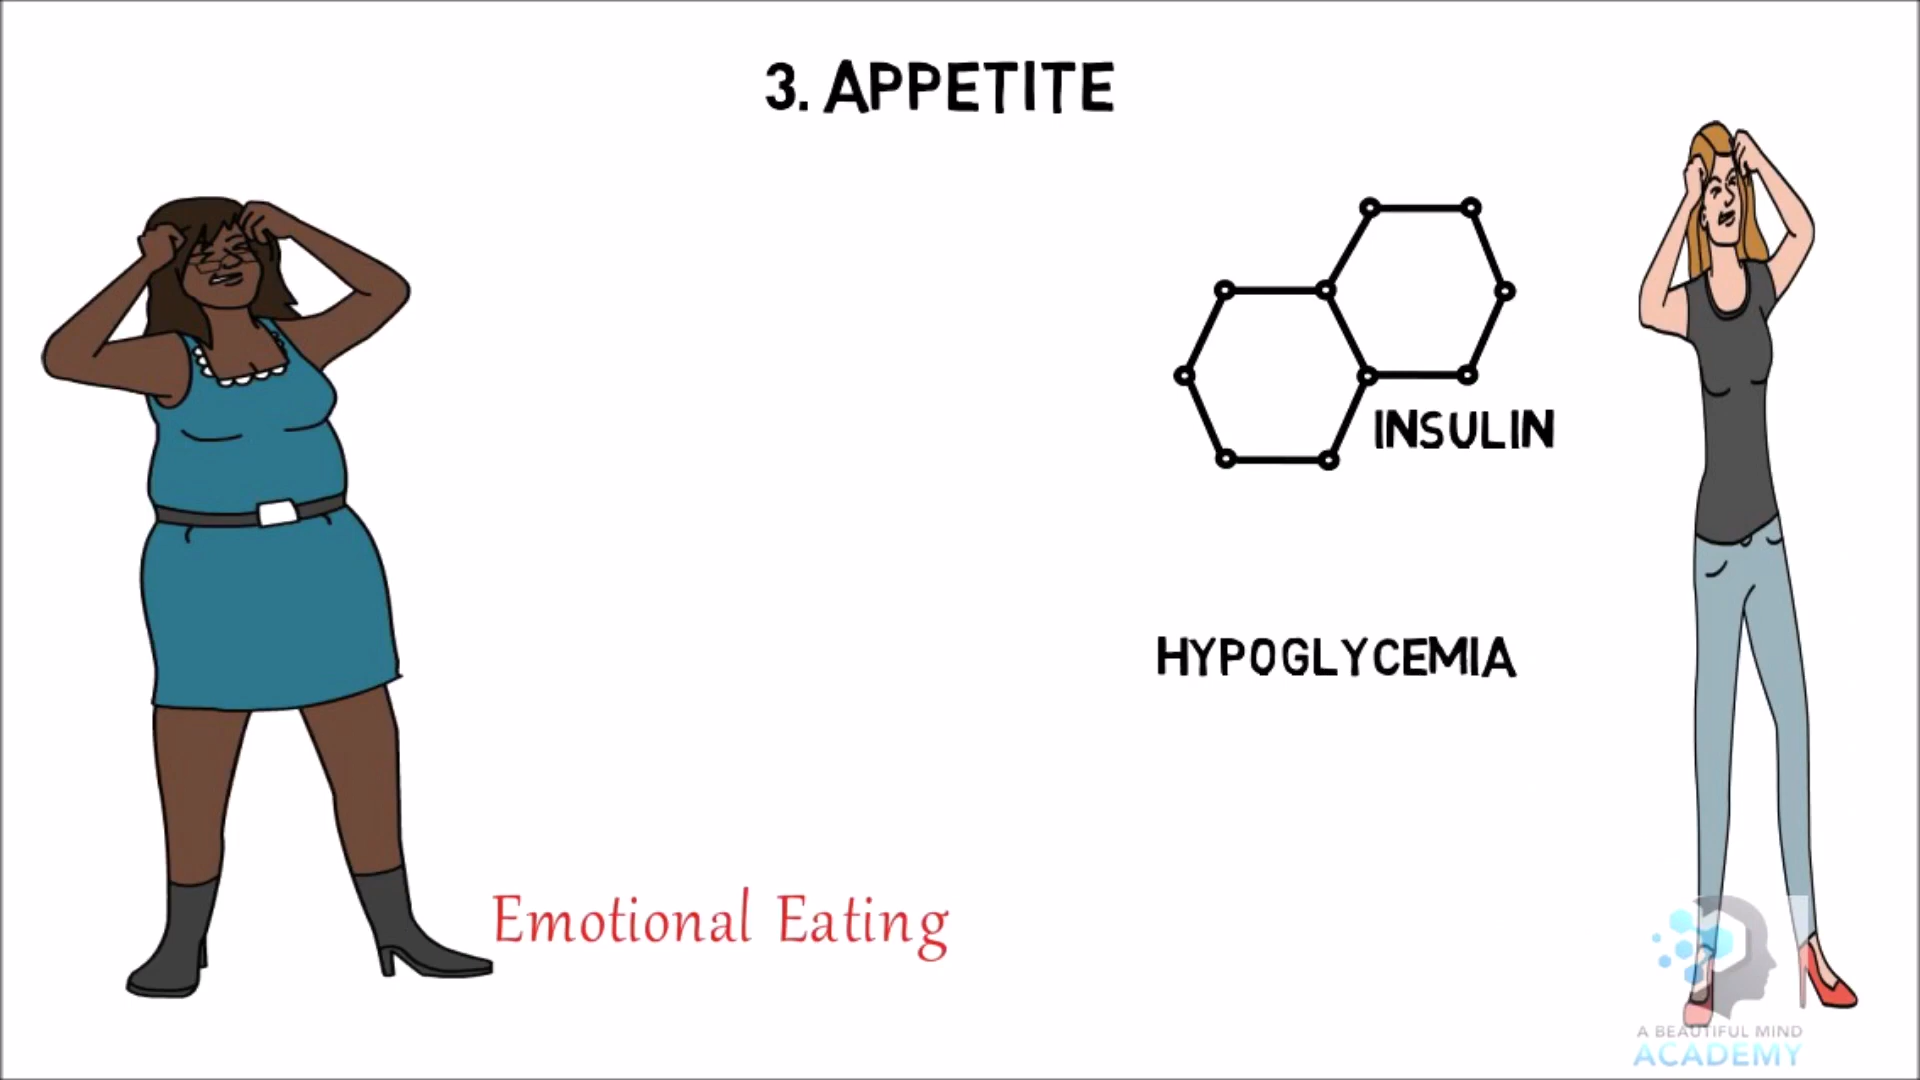 3. APPETITE
INSULIN
HYPOGLYCEMIA
Emotional Eating
A BEAUTIFUL MIND
ACADEMY